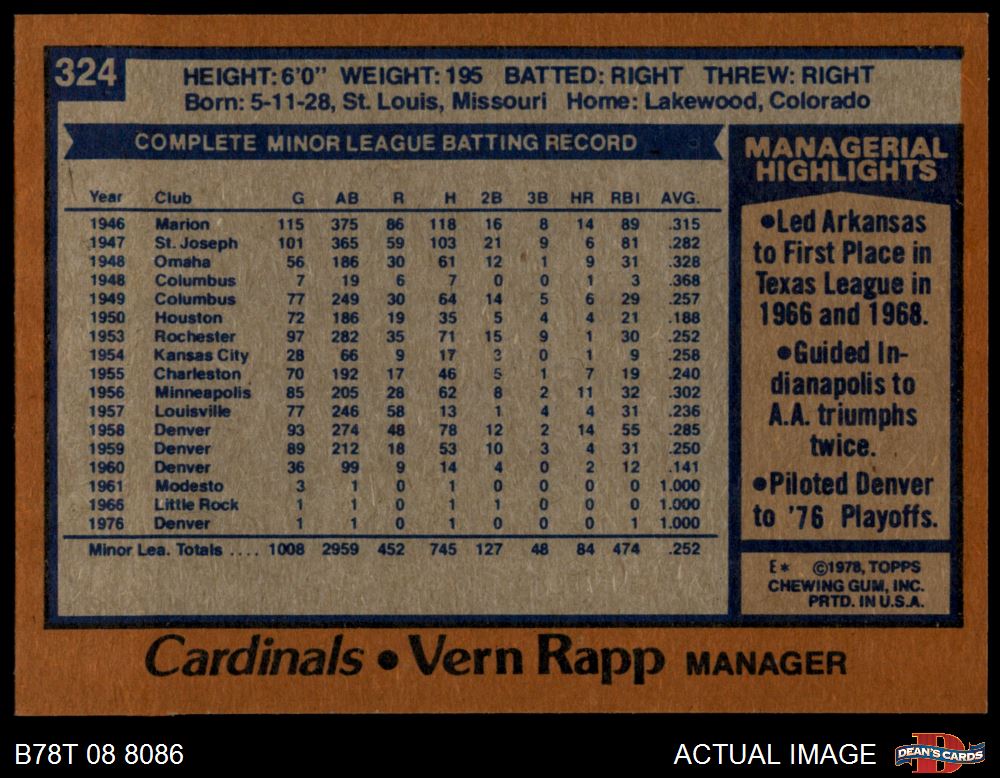 324
HEIGHT: 6'0" WEIGHT: 195 BATTED: RIGHT THREW: RIGHT
Born: 5-11-28, St. Louis, Missouri Home: Lakewood, Colorado
COMPLETE MINOR LEAGUE BATTING RECORD
Year Club G AB R H 2B 3B HR RBI AVG.
1946 Marion 115 375 86 118 16 8 14 89 .315
1947 St. Joseph 101 365 59 103 21 9 6 81 .282
1948 Omaha 56 186 30 61 12 1 9 31 .328
1948 Columbus 7 19 6 7 0 0 1 3 .368
1949 Columbus 77 249 30 64 14 5 6 29 .257
1950 Houston 72 186 19 35 5 4 4 21 .188
1953 Rochester 97 282 35 71 15 9 1 30 .252
1954 Kansas City 28 66 9 17 3 0 1 9 .258
1955 Charleston 70 192 17 46 5 1 7 19 .240
1956 Minneapolis 85 205 28 62 8 2 11 32 .302
1957 Louisville 77 246 58 13 1 4 4 31 .236
1958 Denver 93 274 48 78 12 2 14 55 .285
1959 Denver 89 212 18 53 10 3 4 31 .250
1960 Denver 36 99 9 14 4 0 2 12 .141
1961 Modesto 3 1 0 1 0 0 0 0 1.000
1966 Little Rock 1 1 0 1 1 0 0 0 1.000
1976 Denver 1 1 0 1 0 0 0 1 1.000
Minor Lea. Totals .... 1008 2959 452 745 127 48 84 474 .252
MANAGERIAL
HIGHLIGHTS
•Led Arkansas
to First Place in
Texas League in
1966 and 1968.
•Guided In-
dianapolis to
A.A. triumphs
twice.
•Piloted Denver
to '76 Playoffs.
E* ©1978, TOPPS
CHEWING GUM, INC.
PRTD. IN U.S.A.
Cardinals • Vern Rapp MANAGER
B78T 08 8086
ACTUAL IMAGE
D
DEAN'S CARDS